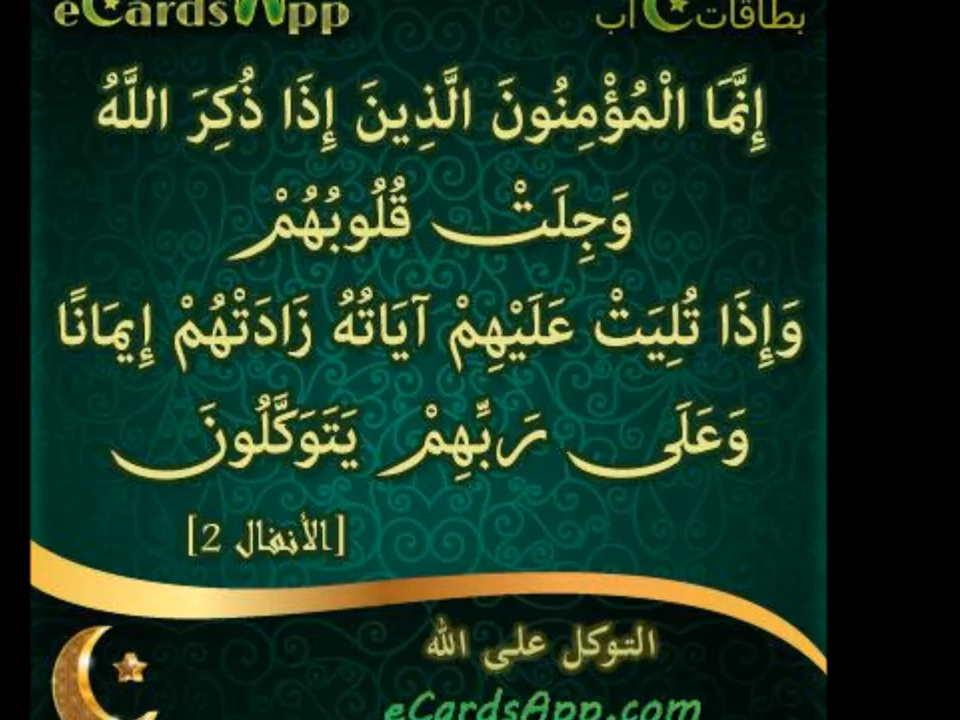 eCardsApp بطاقات آب
إِنَّمَا الْمُؤْمِنُونَ الَّذِينَ إِذَا ذُكِرَ اللَّهُ
وَجِلَتْ قُلُوبُهُمْ
وَإِذَا تُلِيَتْ عَلَيْهِمْ آيَاتُهُ زَادَتْهُمْ إِيمَانًا
وَعَلَى رَبِّهِمْ يَتَوَكَّلُونَ
[الأنفال 2]
التوكل على الله
eCardsApp.com